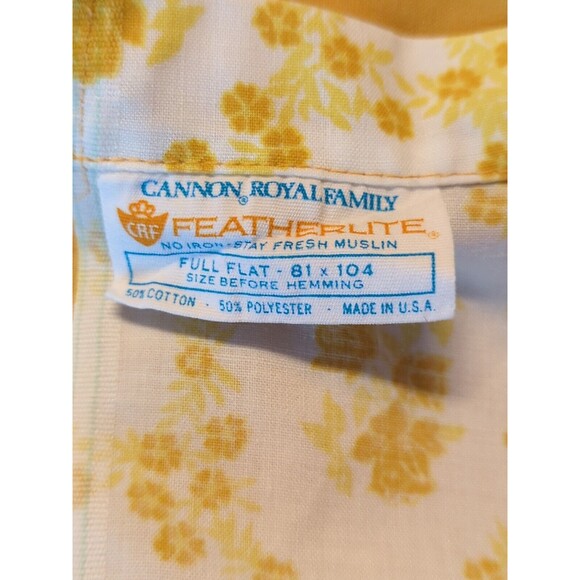 CANNON® ROYAL FAMILY
CRF FEATHERLITE®
NO IRON-STAY FRESH MUSLIN
FULL FLAT - 81 x 104
SIZE BEFORE HEMMING
50% COTTON · 50% POLYESTER · MADE IN U.S.A.